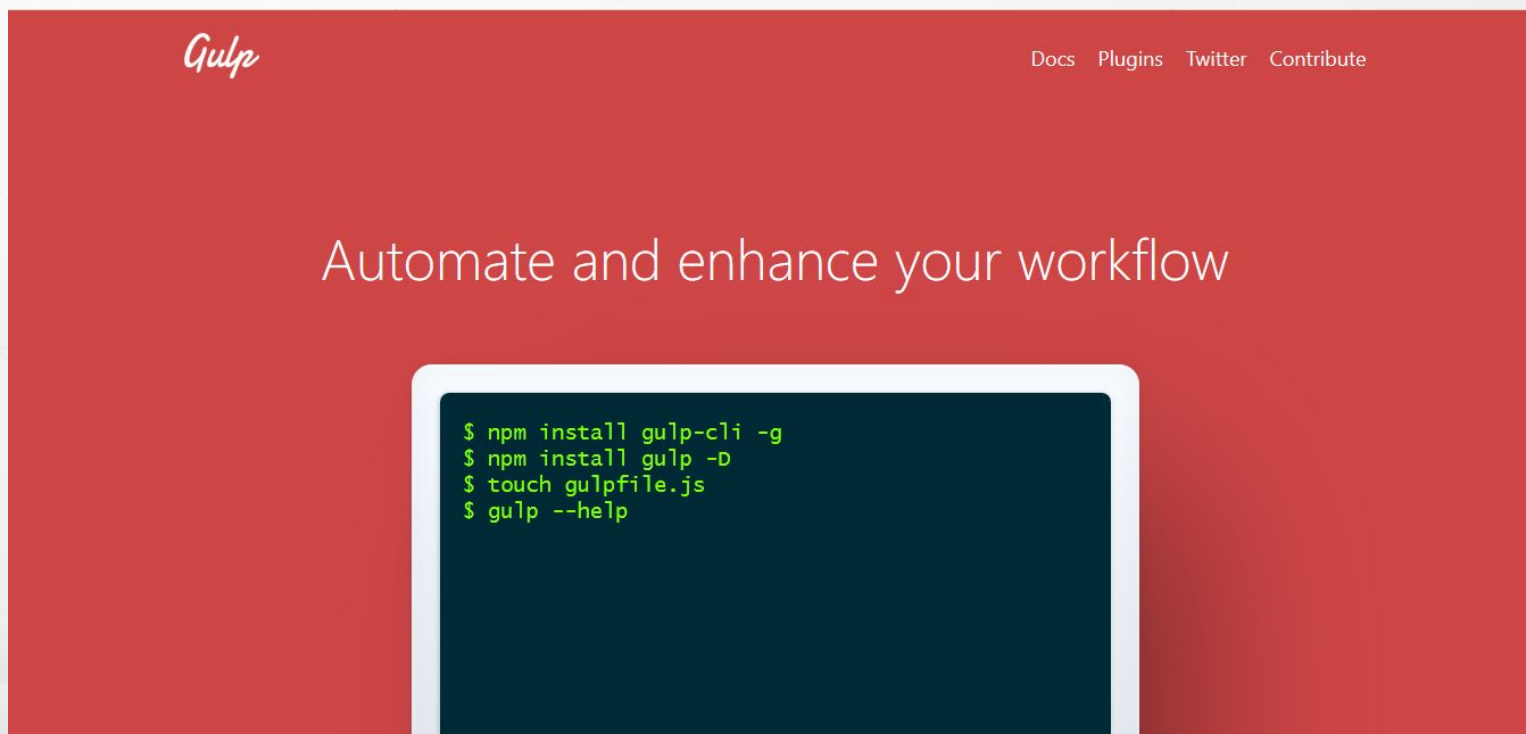 Gulp
Docs Plugins Twitter Contribute
Automate and enhance your workflow
$ npm install gulp-cli -g
$ npm install gulp -D
$ touch gulpfile.js
$ gulp --help